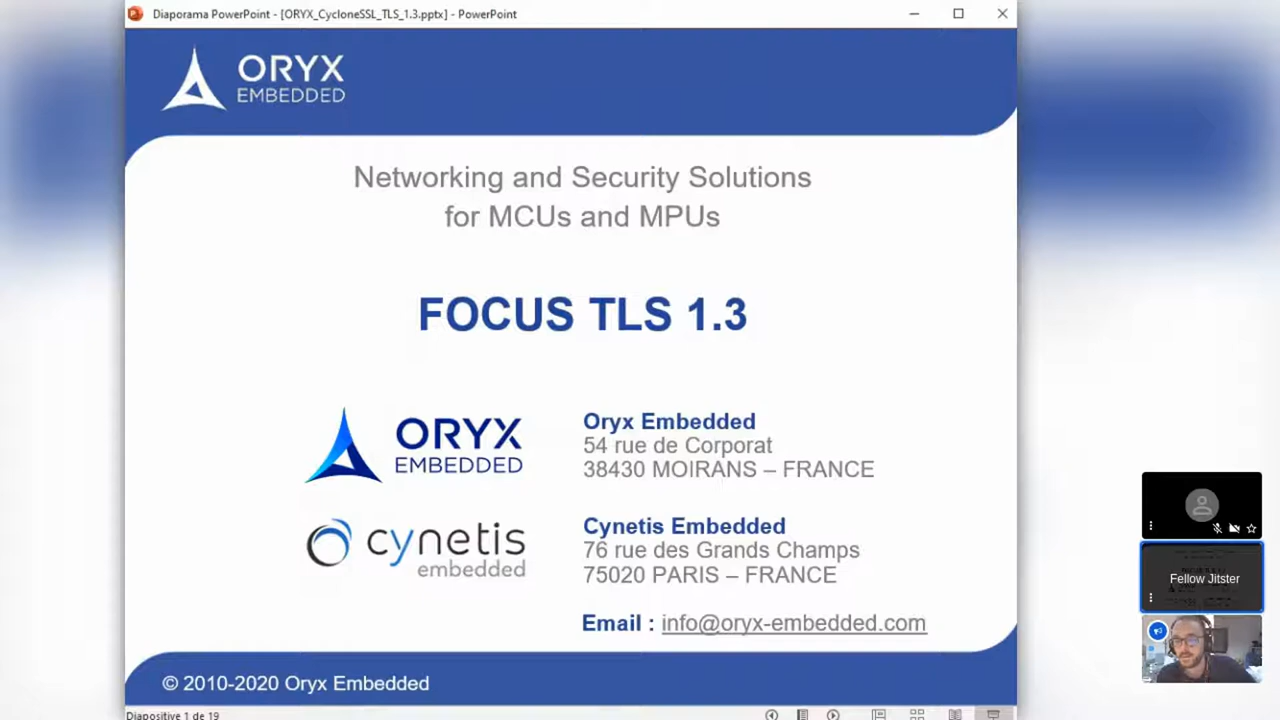 Diaporama PowerPoint - [ORYX_CycloneSSL_TLS_1.3.pptx] - PowerPoint
ORYX
EMBEDDED
Networking and Security Solutions
for MCUs and MPUs
FOCUS TLS 1.3
ORYX
EMBEDDED
Oryx Embedded
54 rue de Corporat
38430 MOIRANS – FRANCE
cynetis
embedded
Cynetis Embedded
76 rue des Grands Champs
75020 PARIS – FRANCE
Email : info@oryx-embedded.com
Fellow Jitster
© 2010-2020 Oryx Embedded
Diapositive 1 de 19